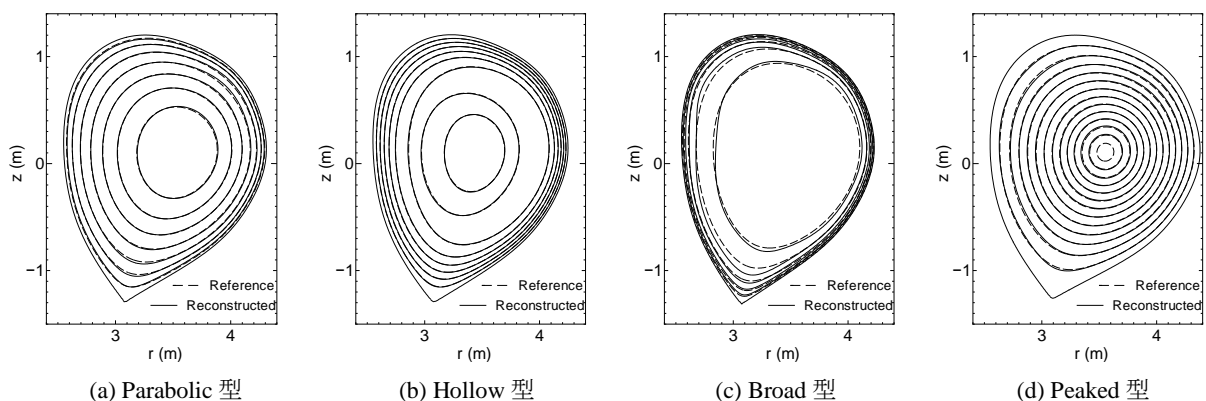 1
0
−1
z (m)
3
4
r (m)
Reference
Reconstructed
(a) Parabolic 型
1
0
−1
z (m)
3
4
r (m)
Reference
Reconstructed
(b) Hollow 型
1
0
−1
z (m)
3
4
r (m)
Reference
Reconstructed
(c) Broad 型
1
0
−1
z (m)
3
4
r (m)
Reference
Reconstructed
(d) Peaked 型